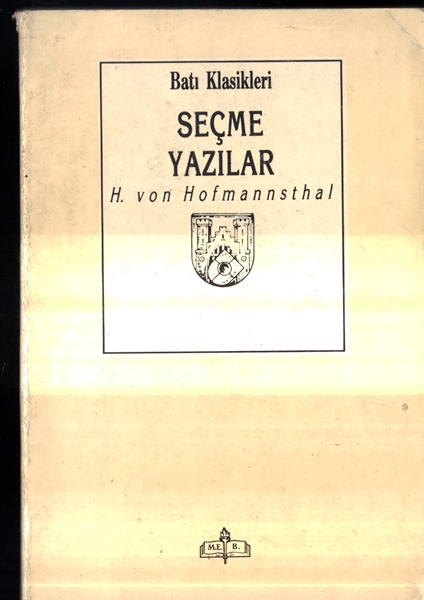 Batı Klasikleri
SEÇME
YAZILAR
H. von Hofmannsthal
M.E. B.